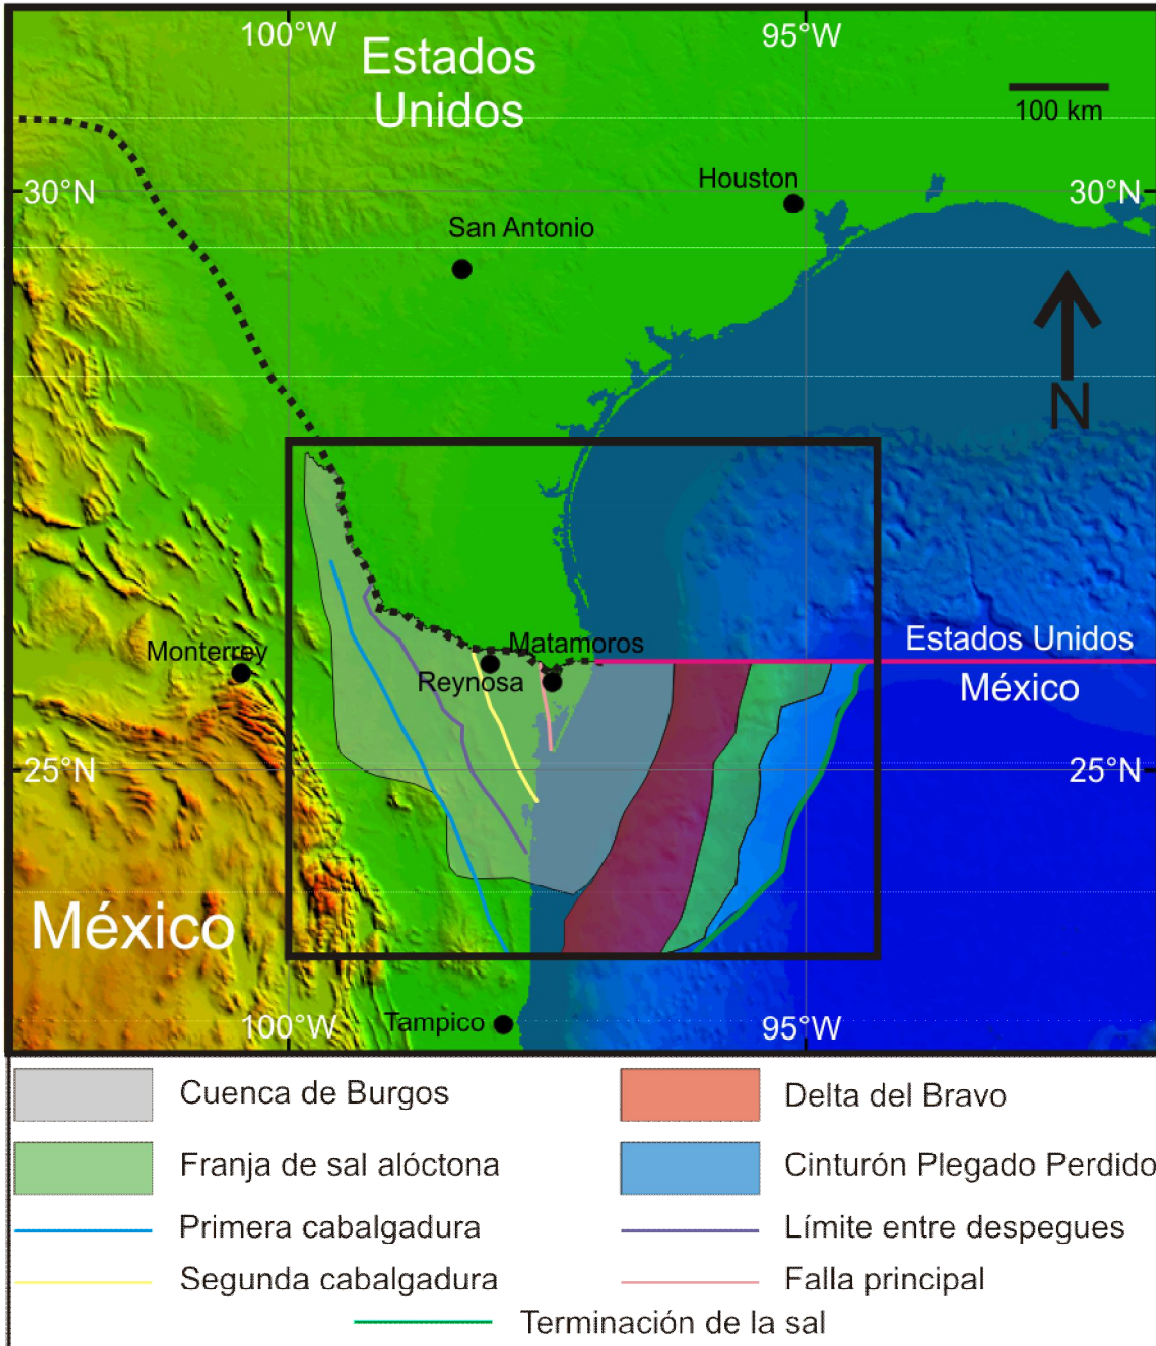 100°W
95°W
Estados
Unidos
100 km
30°N
Houston
30°N
San Antonio
N
Monterrey
Matamoros
Reynosa
Estados Unidos
México
25°N
25°N
México
100°W
Tampico
95°W
Cuenca de Burgos
Delta del Bravo
Franja de sal alóctona
Cinturón Plegado Perdido
Primera cabalgadura
Límite entre despegues
Segunda cabalgadura
Falla principal
Terminación de la sal